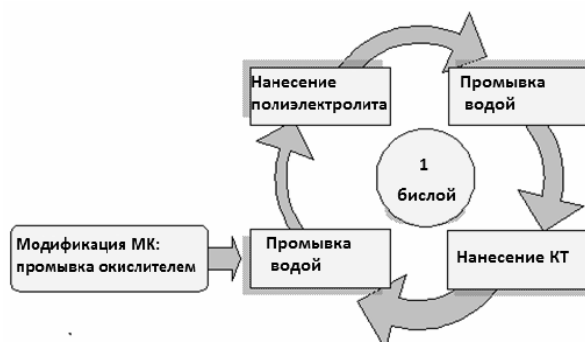 Нанесение
полиэлектролита
Промывка
водой
1
бислой
Модификация МК:
промывка окислителем
Промывка
водой
Нанесение КТ